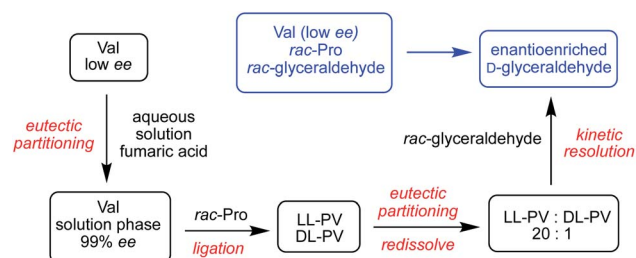 Val
low ee
eutectic
partitioning
aqueous
solution
fumaric acid
Val
solution phase
99% ee
rac-Pro
ligation
LL-PV
DL-PV
eutectic
partitioning
redissolve
LL-PV : DL-PV
20 : 1
rac-glyceraldehyde
kinetic
resolution
Val (low ee)
rac-Pro
rac-glyceraldehyde
enantioenriched
D-glyceraldehyde